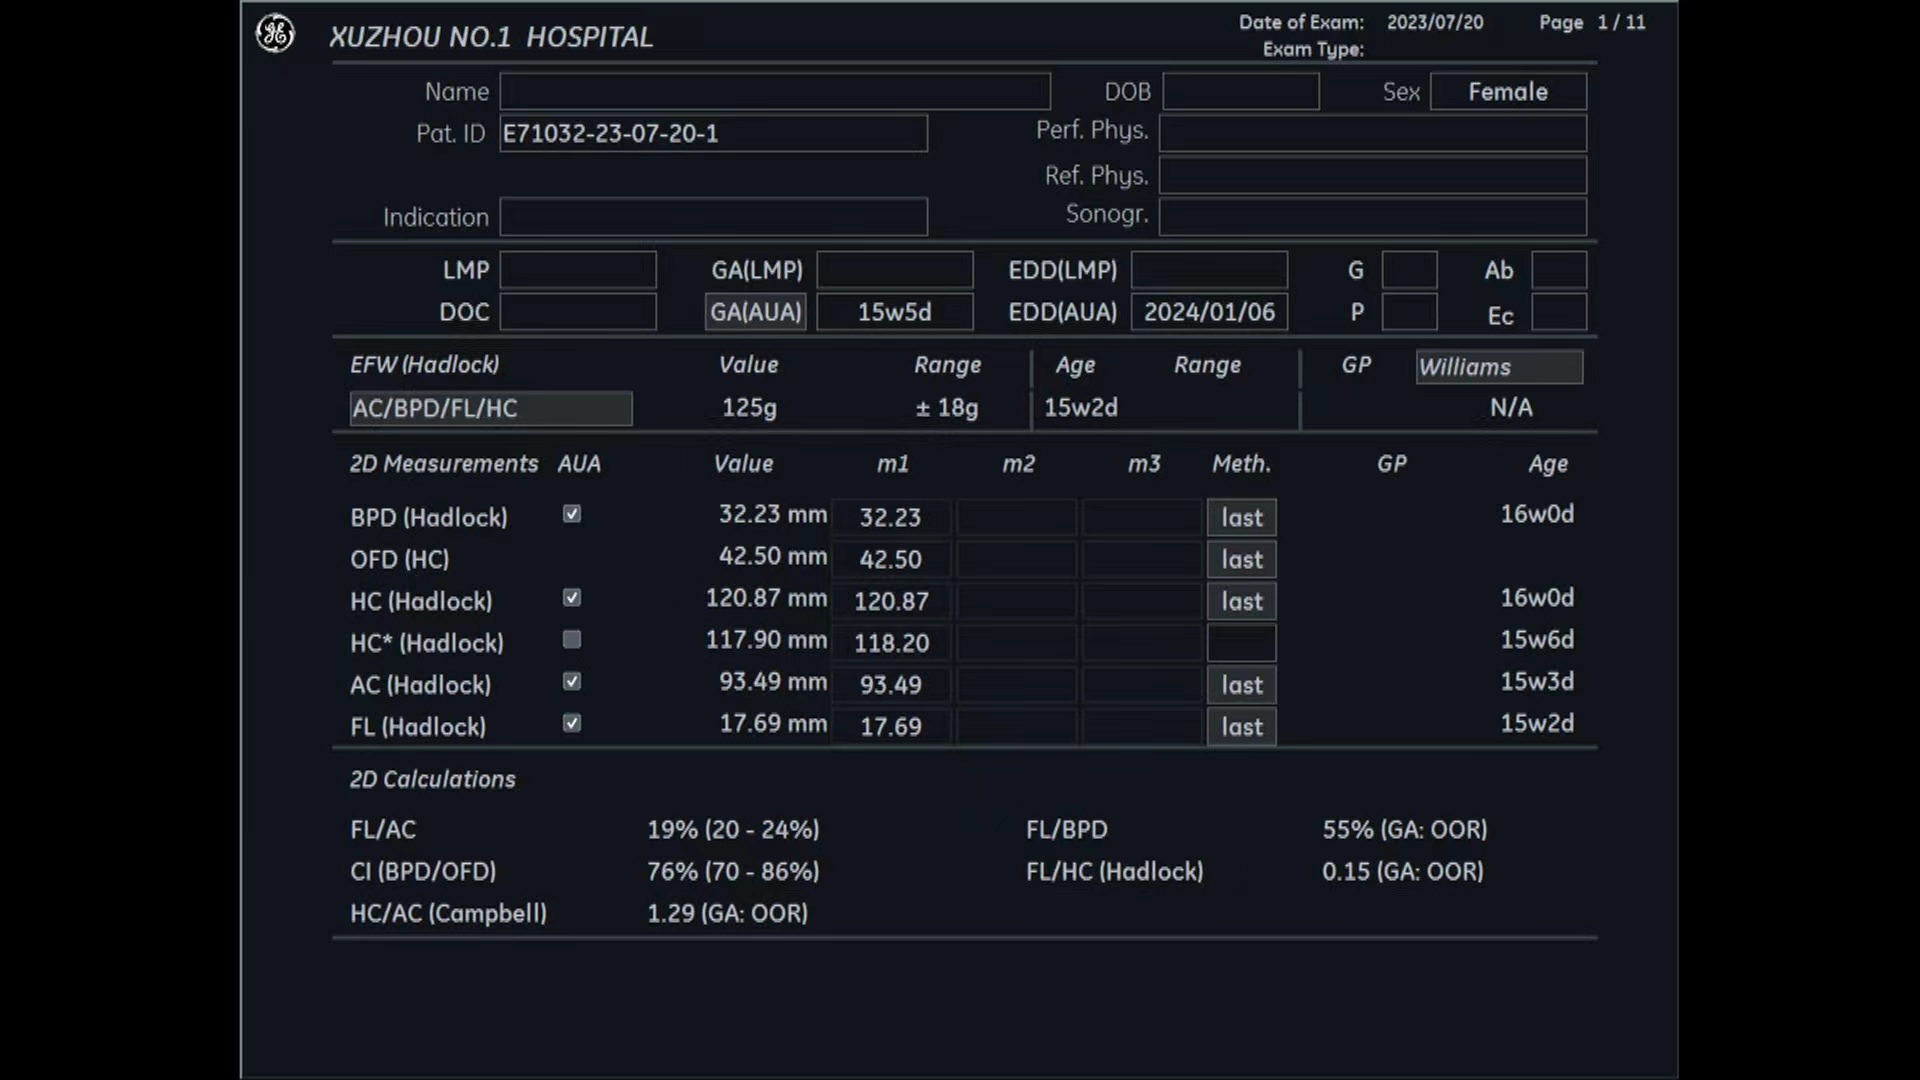 XUZHOU NO.1 HOSPITAL Date of Exam: 2023/07/20 Page 1 / 11
Exam Type:
Name DOB Sex Female
Pat. ID E71032-23-07-20-1 Perf. Phys.
Ref. Phys.
Indication Sonogr.
LMP GA(LMP) EDD(LMP) G Ab
DOC GA(AUA) 15w5d EDD(AUA) 2024/01/06 P Ec
EFW (Hadlock) Value Range Age Range GP Williams
AC/BPD/FL/HC 125g ± 18g 15w2d N/A
2D Measurements AUA Value m1 m2 m3 Meth. GP Age
BPD (Hadlock) 32.23 mm 32.23 last 16w0d
OFD (HC) 42.50 mm 42.50 last
HC (Hadlock) 120.87 mm 120.87 last 16w0d
HC* (Hadlock) 117.90 mm 118.20 15w6d
AC (Hadlock) 93.49 mm 93.49 last 15w3d
FL (Hadlock) 17.69 mm 17.69 last 15w2d
2D Calculations
FL/AC 19% (20 - 24%) FL/BPD 55% (GA: OOR)
CI (BPD/OFD) 76% (70 - 86%) FL/HC (Hadlock) 0.15 (GA: OOR)
HC/AC (Campbell) 1.29 (GA: OOR)